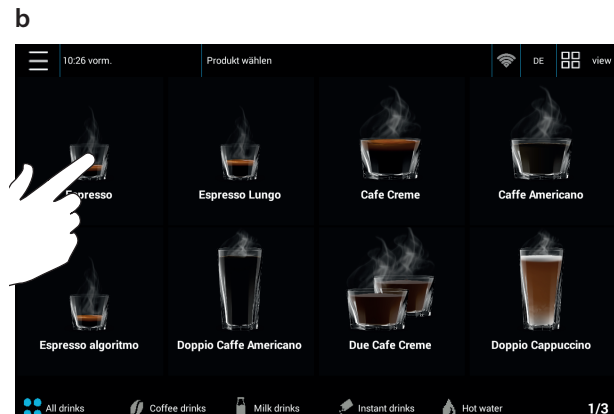 b
10:26 vorm. Produkt wählen DE view
Espresso Espresso Lungo Cafe Creme Caffe Americano
Espresso algoritmo Doppio Caffe Americano Due Cafe Creme Doppio Cappuccino
All drinks Coffee drinks Milk drinks Instant drinks Hot water 1/3